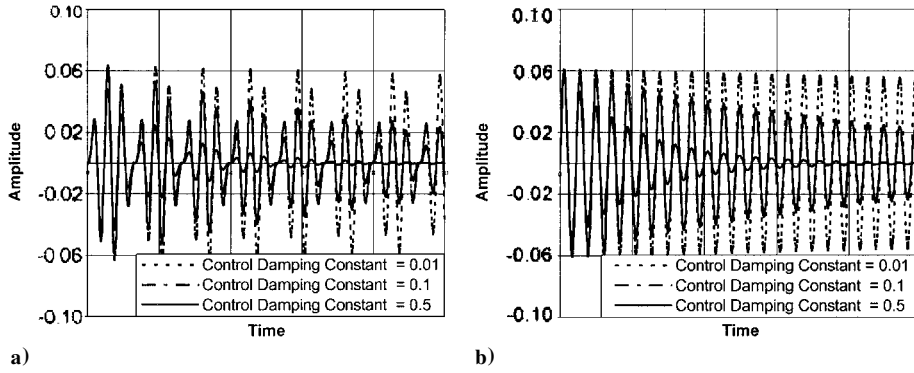 0.10
0.06
0.02
-0.02
-0.06
-0.10
Amplitude
Control Damping Constant = 0.01
Control Damping Constant = 0.1
Control Damping Constant = 0.5
Time
a)
0.10
0.06
0.02
-0.02
-0.06
-0.10
Amplitude
Control Damping Constant = 0.01
Control Damping Constant = 0.1
Control Damping Constant = 0.5
Time
b)